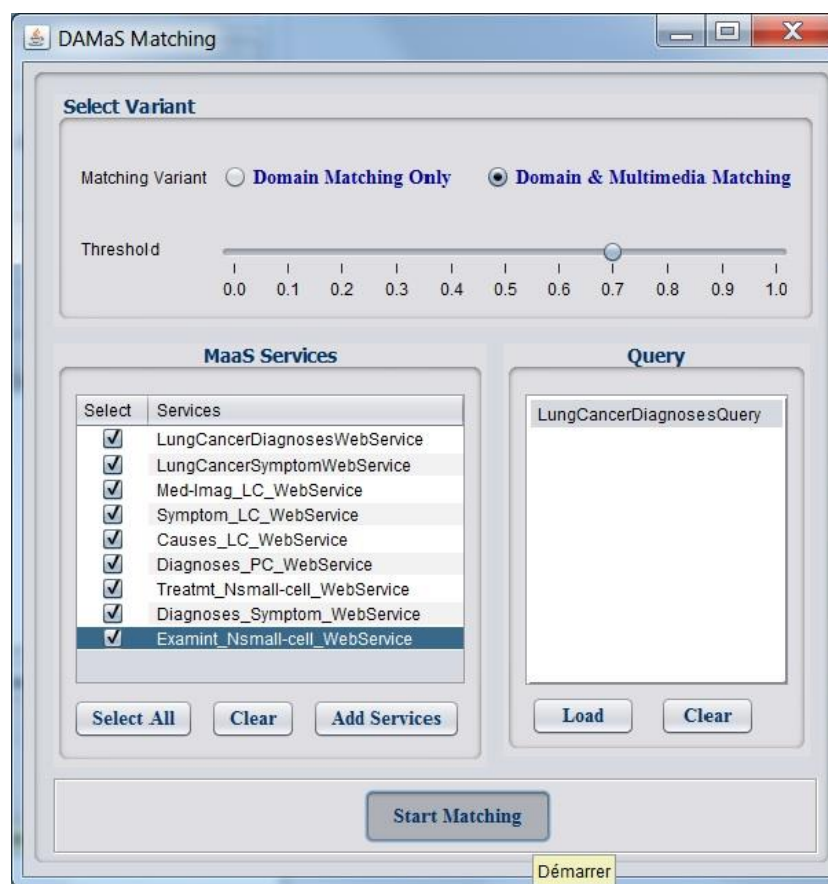 DAMaS Matching
Select Variant
Matching Variant Domain Matching Only Domain & Multimedia Matching
Threshold
0.0 0.1 0.2 0.3 0.4 0.5 0.6 0.7 0.8 0.9 1.0
MaaS Services
Select Services
LungCancerDiagnosesWebService
LungCancerSymptomWebService
Med-Imag_LC_WebService
Symptom_LC_WebService
Causes_LC_WebService
Diagnoses_PC_WebService
Treatmt_Nsmall-cell_WebService
Diagnoses_Symptom_WebService
Examint_Nsmall-cell_WebService
Select All Clear Add Services
Query
LungCancerDiagnosesQuery
Load Clear
Start Matching
Démarrer